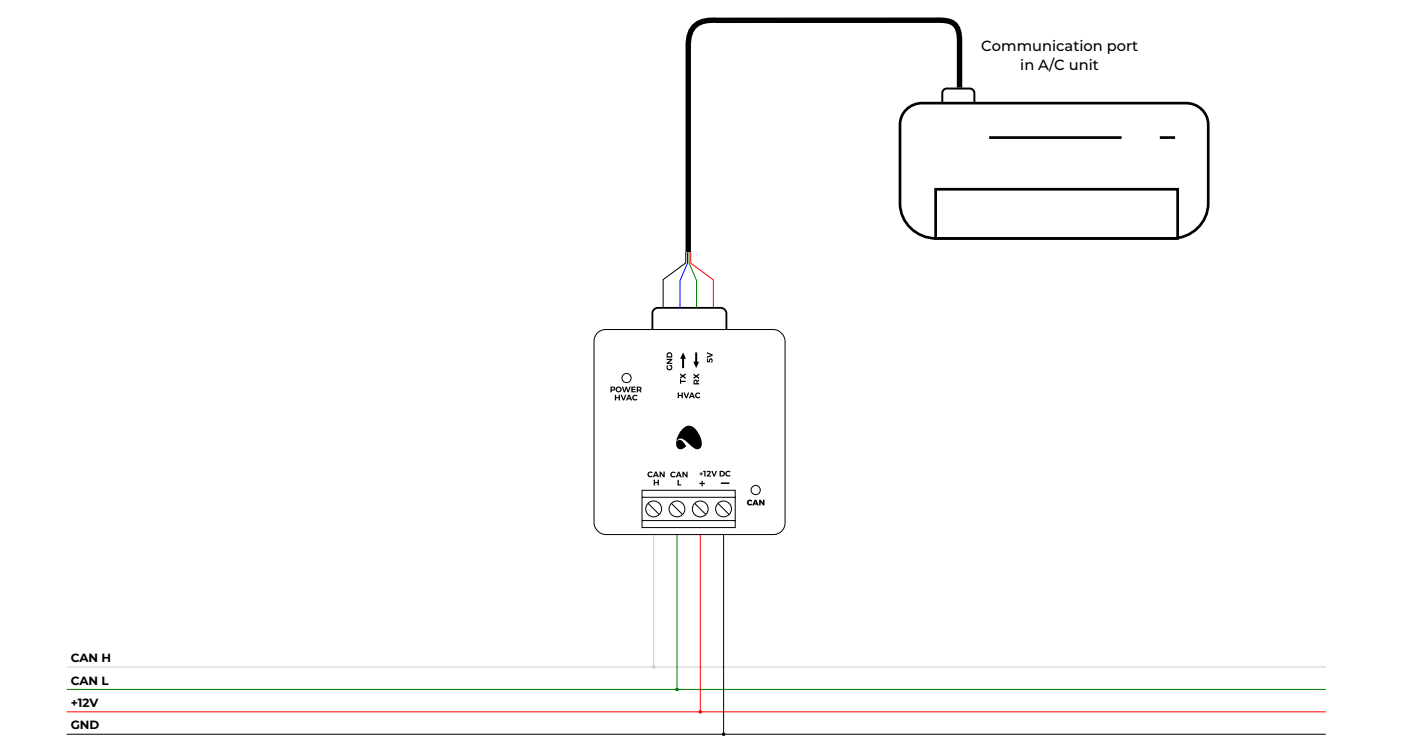 Communication port
in A/C unit
GND
TX
RX
5V
HVAC
POWER
HVAC
CAN CAN +12V DC
H L + —
CAN
CAN H
CAN L
+12V
GND